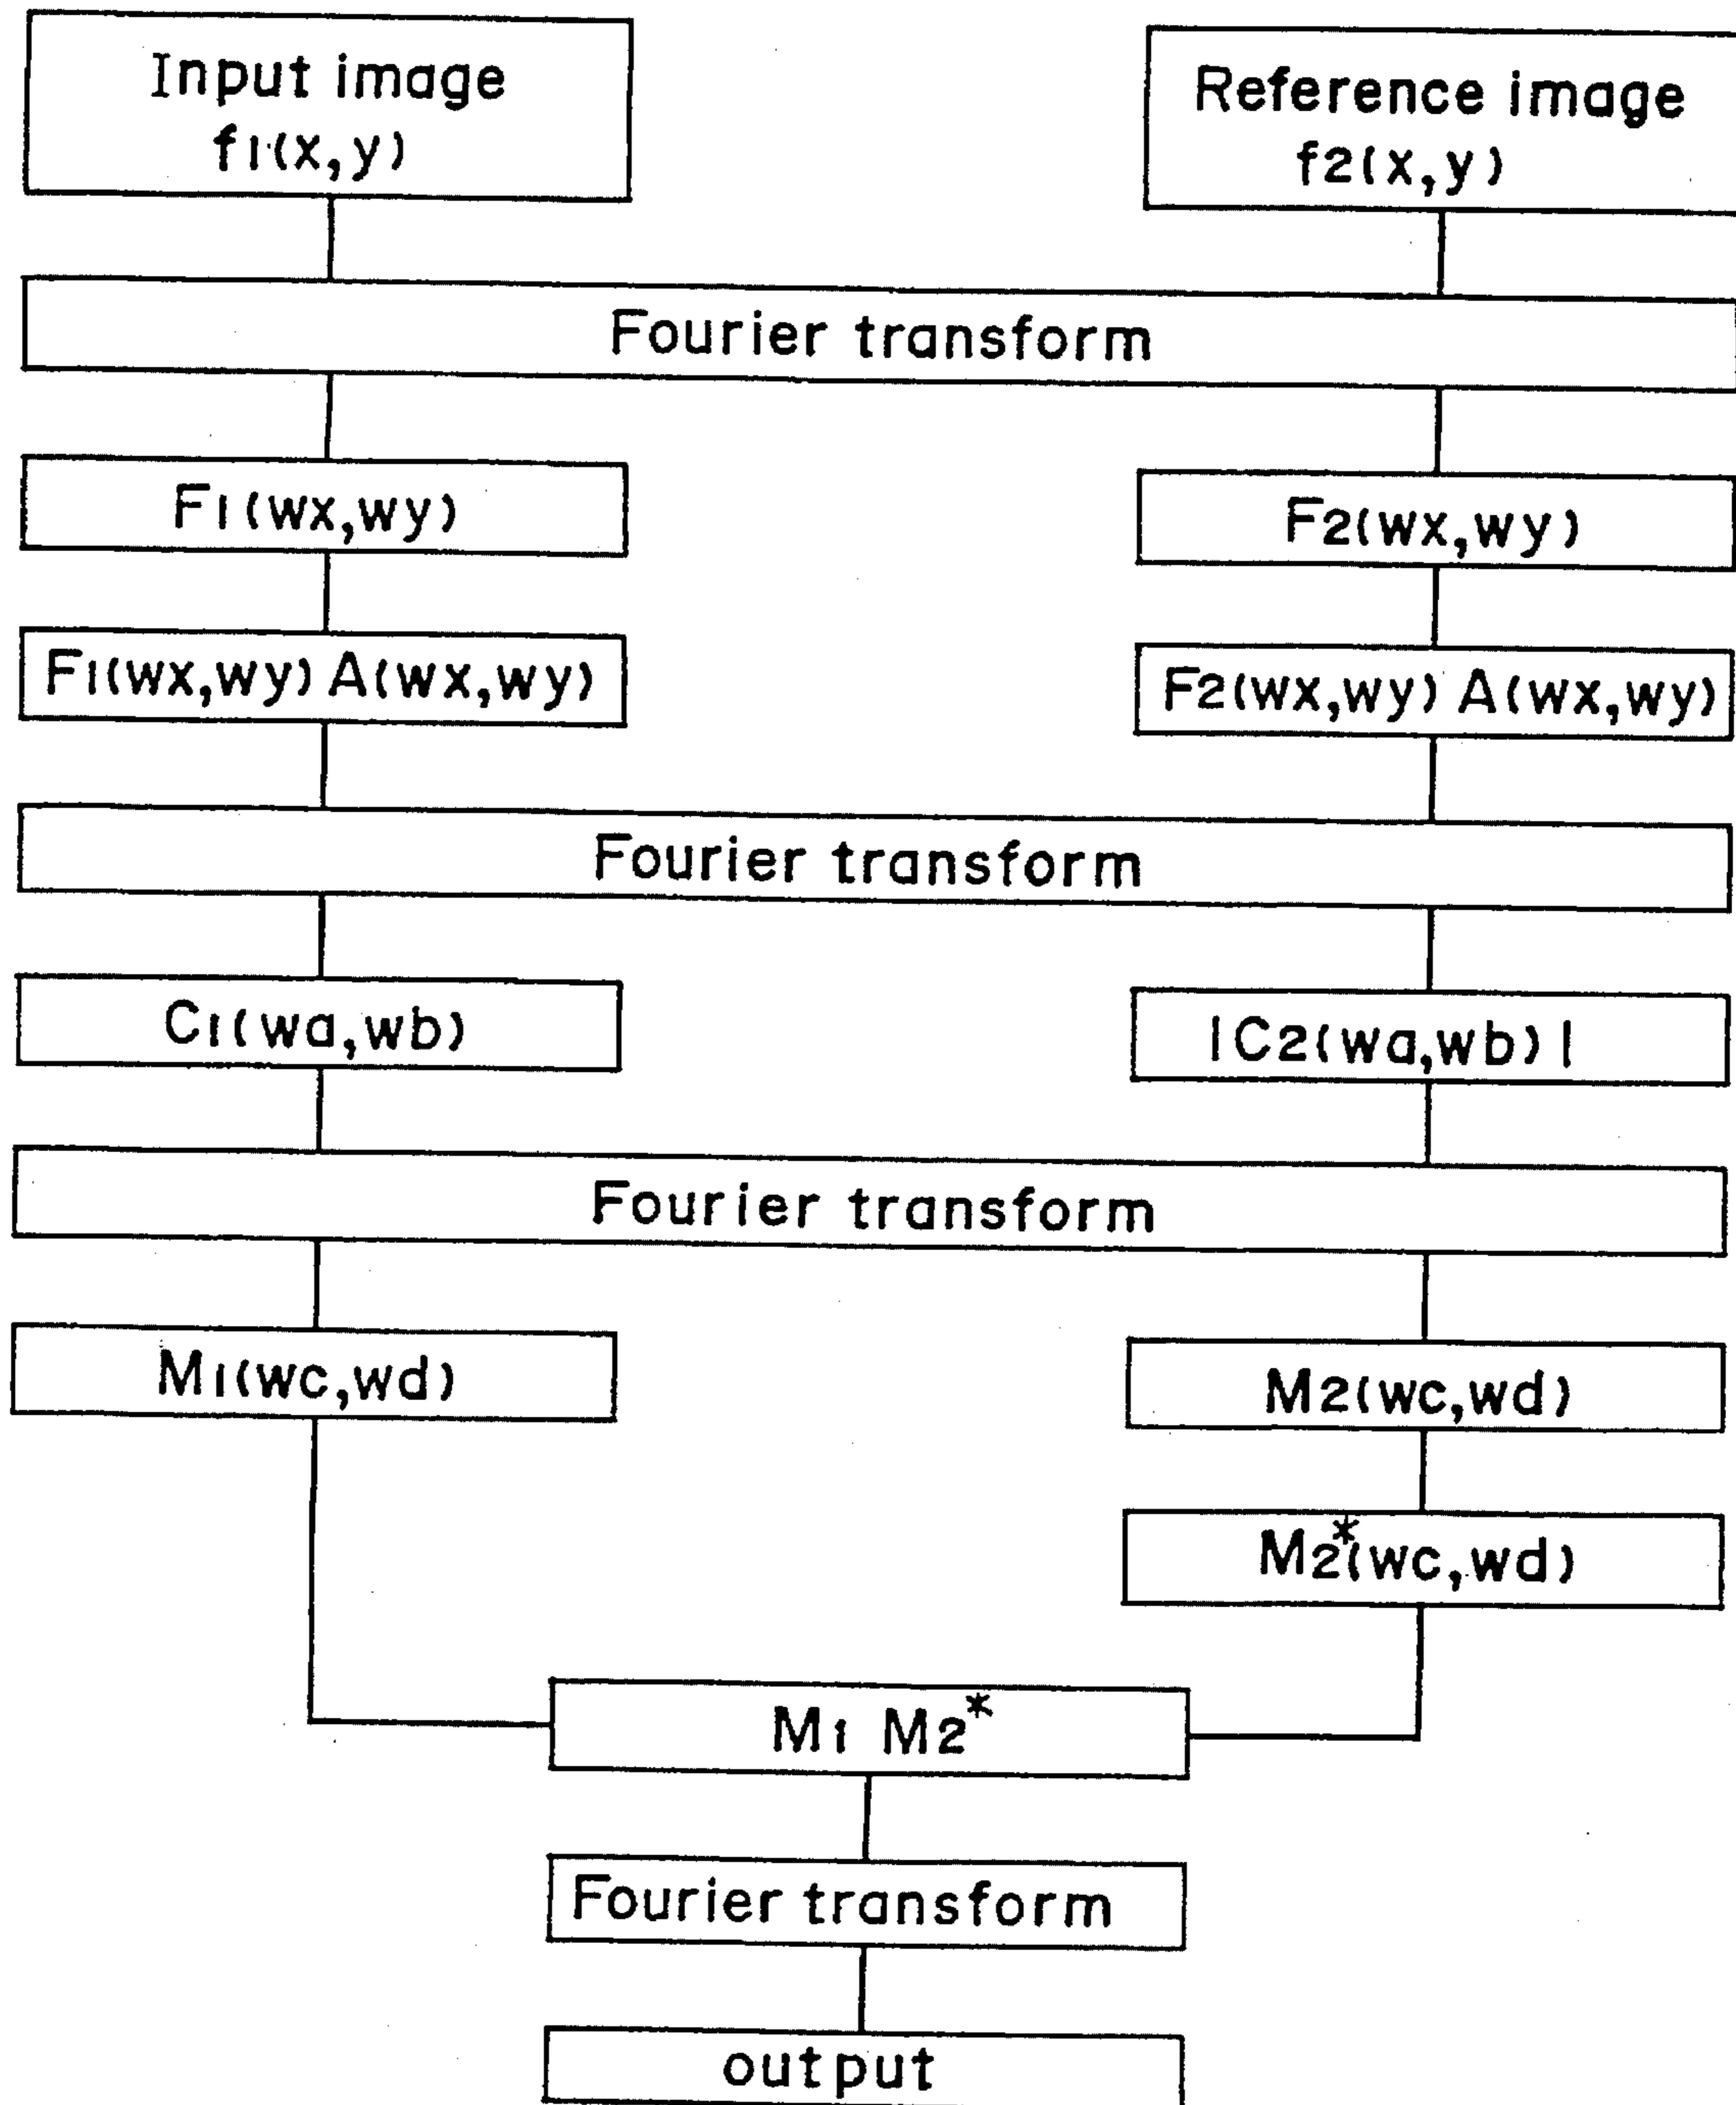 Input image
f1(x,y)
Reference image
f2(x,y)
Fourier transform
F1(wx,wy)
F2(wx,wy)
F1(wx,wy) A(wx,wy)
F2(wx,wy) A(wx,wy)
Fourier transform
C1(wa,wb)
|C2(wa,wb)|
Fourier transform
M1(wc,wd)
M2(wc,wd)
M2*(wc,wd)
M1 M2*
Fourier transform
output